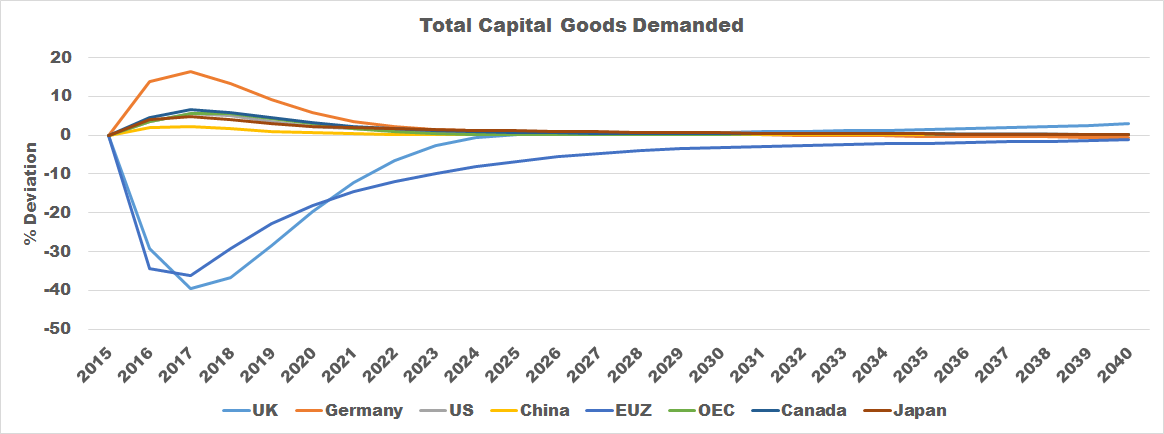 Total Capital Goods Demanded
% Deviation
20
10
0
-10
-20
-30
-40
-50
2015 2016 2017 2018 2019 2020 2021 2022 2023 2024 2025 2026 2027 2028 2029 2030 2031 2032 2033 2034 2035 2036 2037 2038 2039 2040
UK Germany US China EUZ OEC Canada Japan